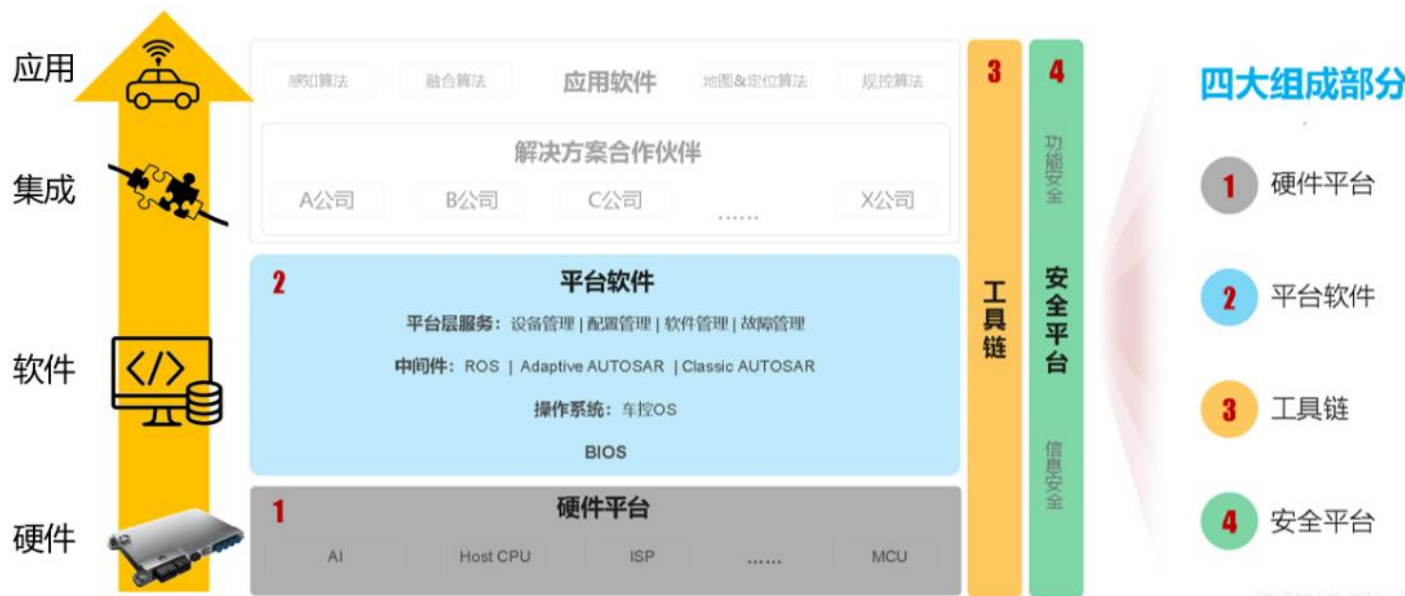 应用
集成
软件
硬件
感知算法 融合算法 应用软件 地图&定位算法 规控算法
解决方案合作伙伴
A公司 B公司 C公司 …… X公司
2
平台软件
平台层服务：设备管理 | 配置管理 | 软件管理 | 故障管理
中间件：ROS | Adaptive AUTOSAR | Classic AUTOSAR
操作系统：车控OS
BIOS
1
硬件平台
AI Host CPU ISP …… MCU
3
工具链
4
功能安全
安全平台
信息安全
四大组成部分
1 硬件平台
2 平台软件
3 工具链
4 安全平台